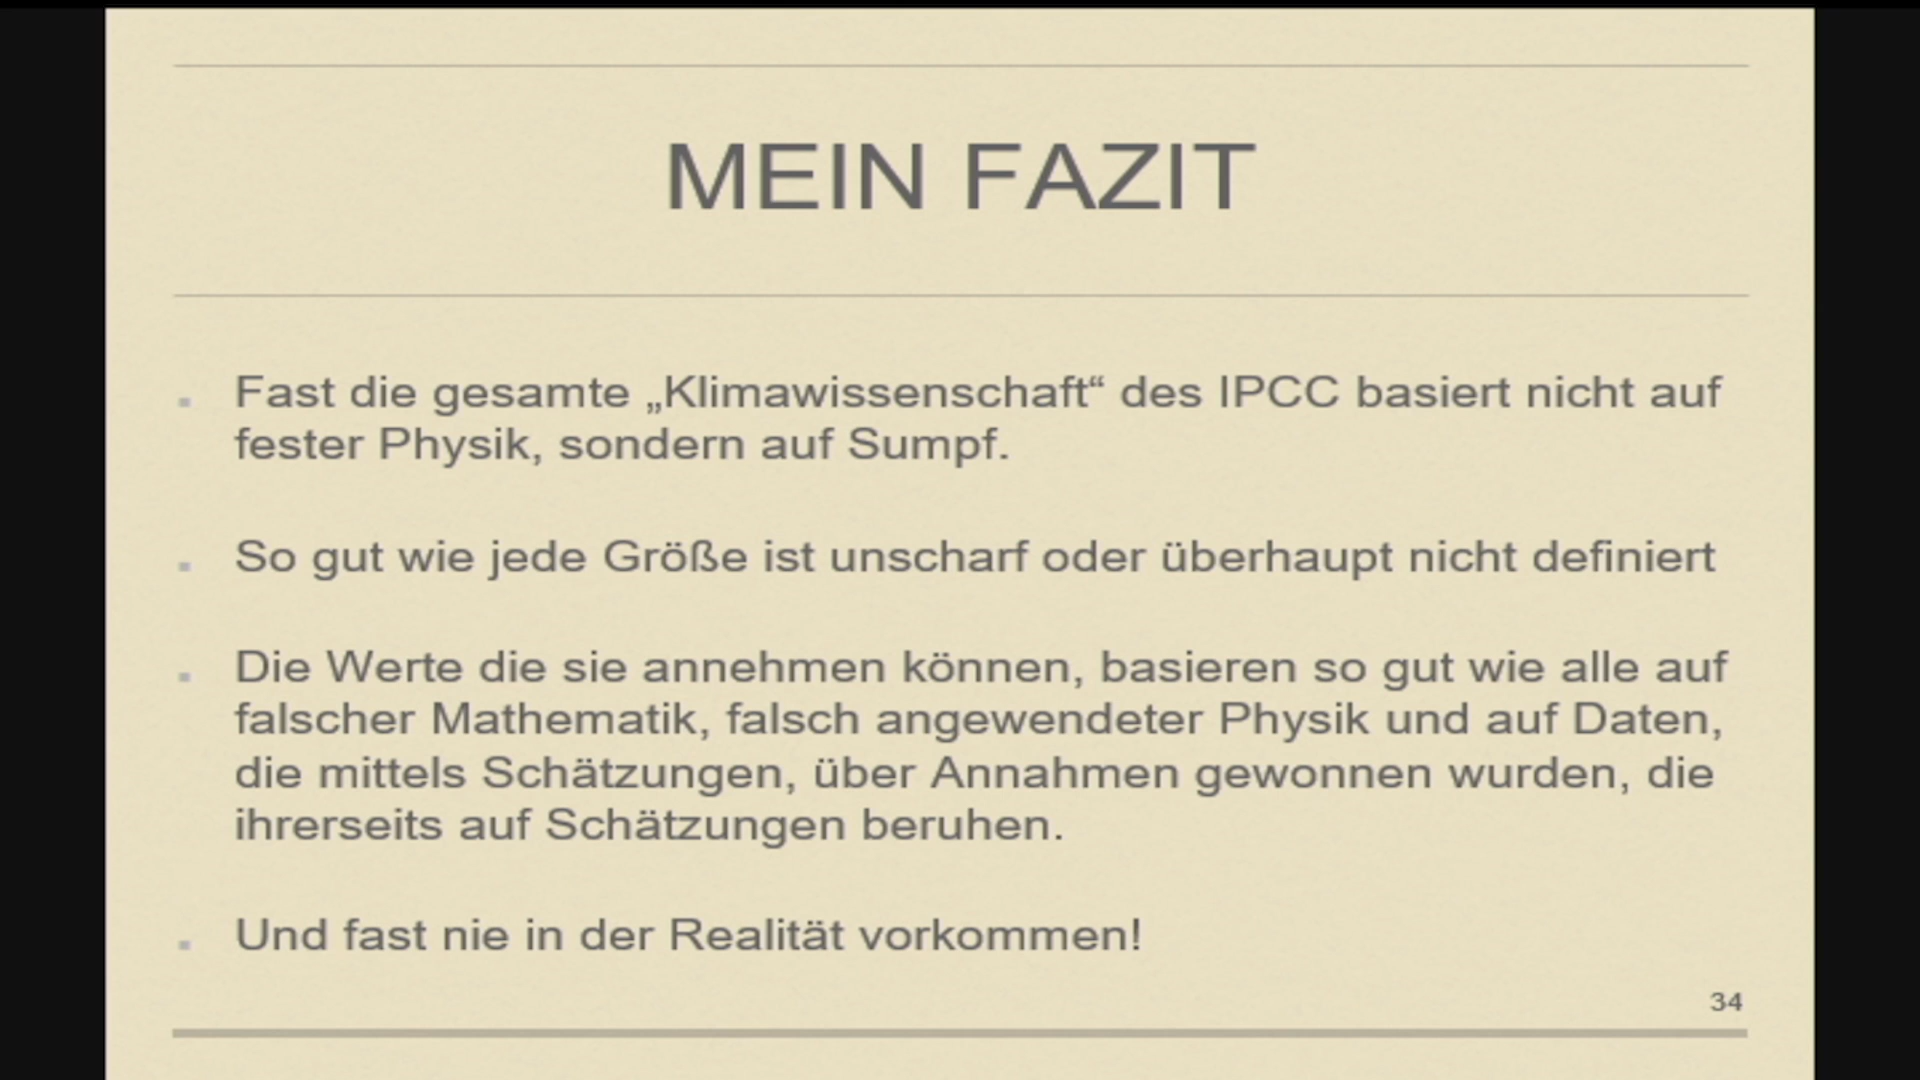 MEIN FAZIT
Fast die gesamte „Klimawissenschaft“ des IPCC basiert nicht auf
fester Physik, sondern auf Sumpf.
So gut wie jede Größe ist unscharf oder überhaupt nicht definiert
Die Werte die sie annehmen können, basieren so gut wie alle auf
falscher Mathematik, falsch angewendeter Physik und auf Daten,
die mittels Schätzungen, über Annahmen gewonnen wurden, die
ihrerseits auf Schätzungen beruhen.
Und fast nie in der Realität vorkommen!
34